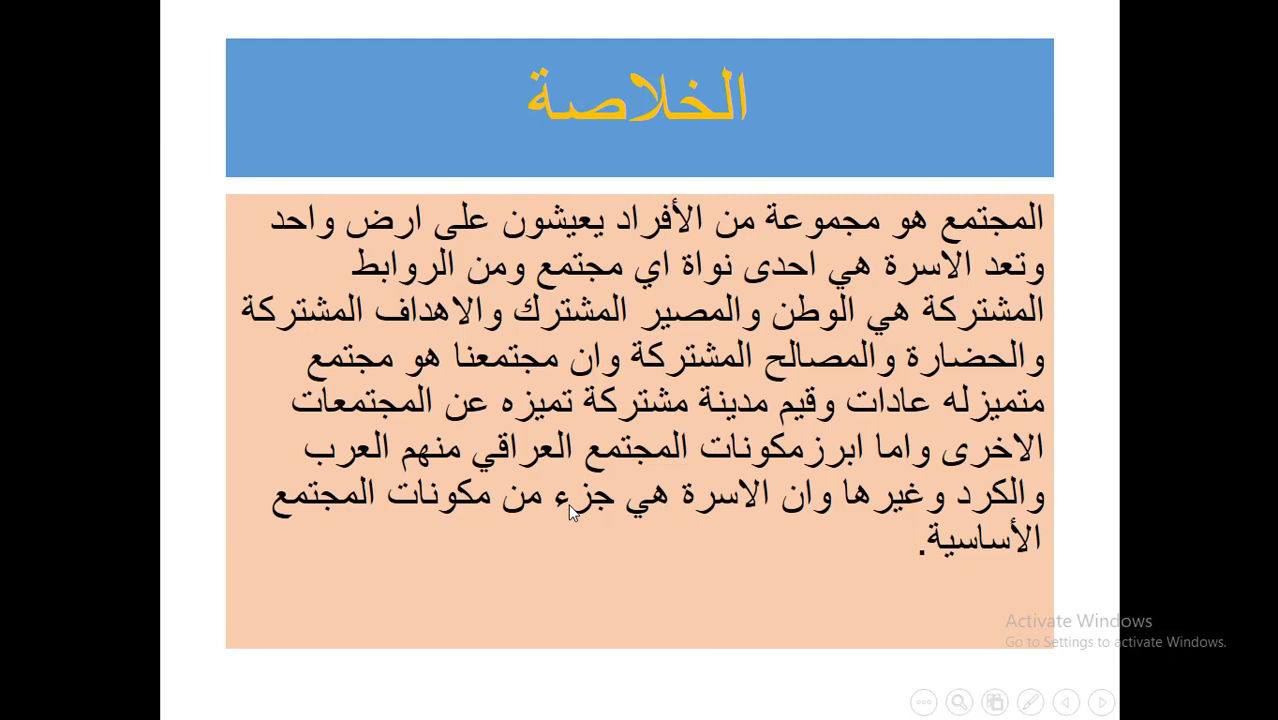 الخلاصة
المجتمع هو مجموعة من الأفراد يعيشون على ارض واحد
وتعد الاسرة هي احدى نواة اي مجتمع ومن الروابط
المشتركة هي الوطن والمصير المشترك والاهداف المشتركة
والحضارة والمصالح المشتركة وان مجتمعنا هو مجتمع
متميزله عادات وقيم مدينة مشتركة تميزه عن المجتمعات
الاخرى واما ابرزمكونات المجتمع العراقي منهم العرب
والكرد وغيرها وان الاسرة هي جزء من مكونات المجتمع
الأساسية.
Activate Windows
Go to Settings to activate Windows.